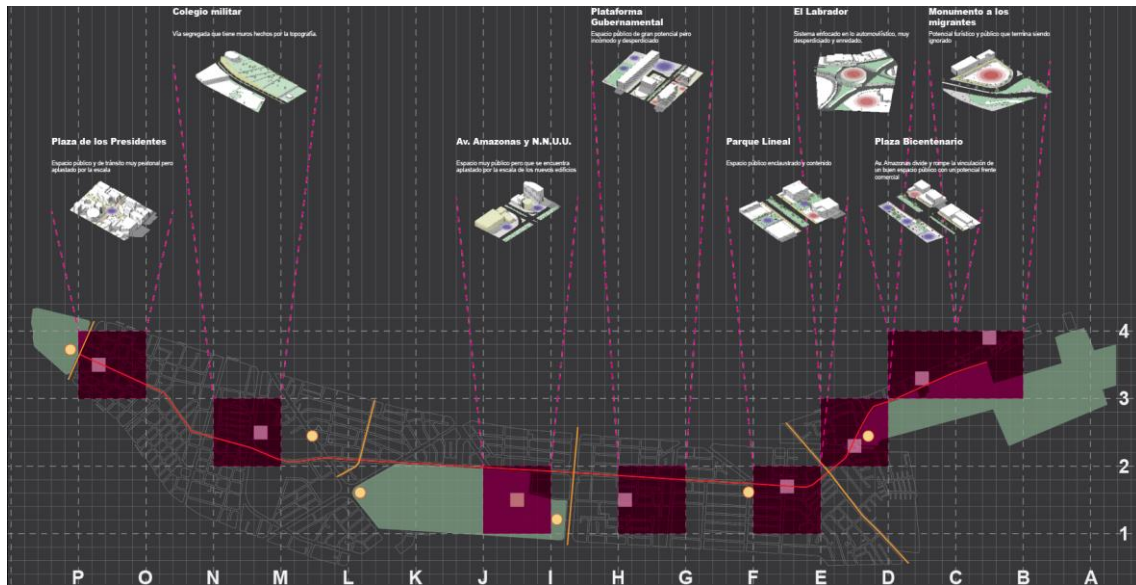 Colegio militar
Vía segregada que tiene muros hechos por la topografía.
Plataforma
Gubernamental
Espacio público de gran potencial pero
incómodo y desperdiciado
El Labrador
Sistema enfocado en lo automovilístico, muy
desperdiciado y enredado.
Monumento a los
migrantes
Potencial turístico y público que termina siendo
ignorado
Plaza de los Presidentes
Espacio público y de tránsito muy peatonal pero
aplastado por la escala
Av. Amazonas y N.N.U.U.
Espacio muy público pero que se encuentra
aplastado por la escala de los nuevos edificios
Parque Lineal
Espacio público enclaustrado y contenido
Plaza Bicentenario
Av. Amazonas divide y rompe la vinculación de
un buen espacio público con un potencial frente
comercial
4
3
2
1
P O N M L K J I H G F E D C B A